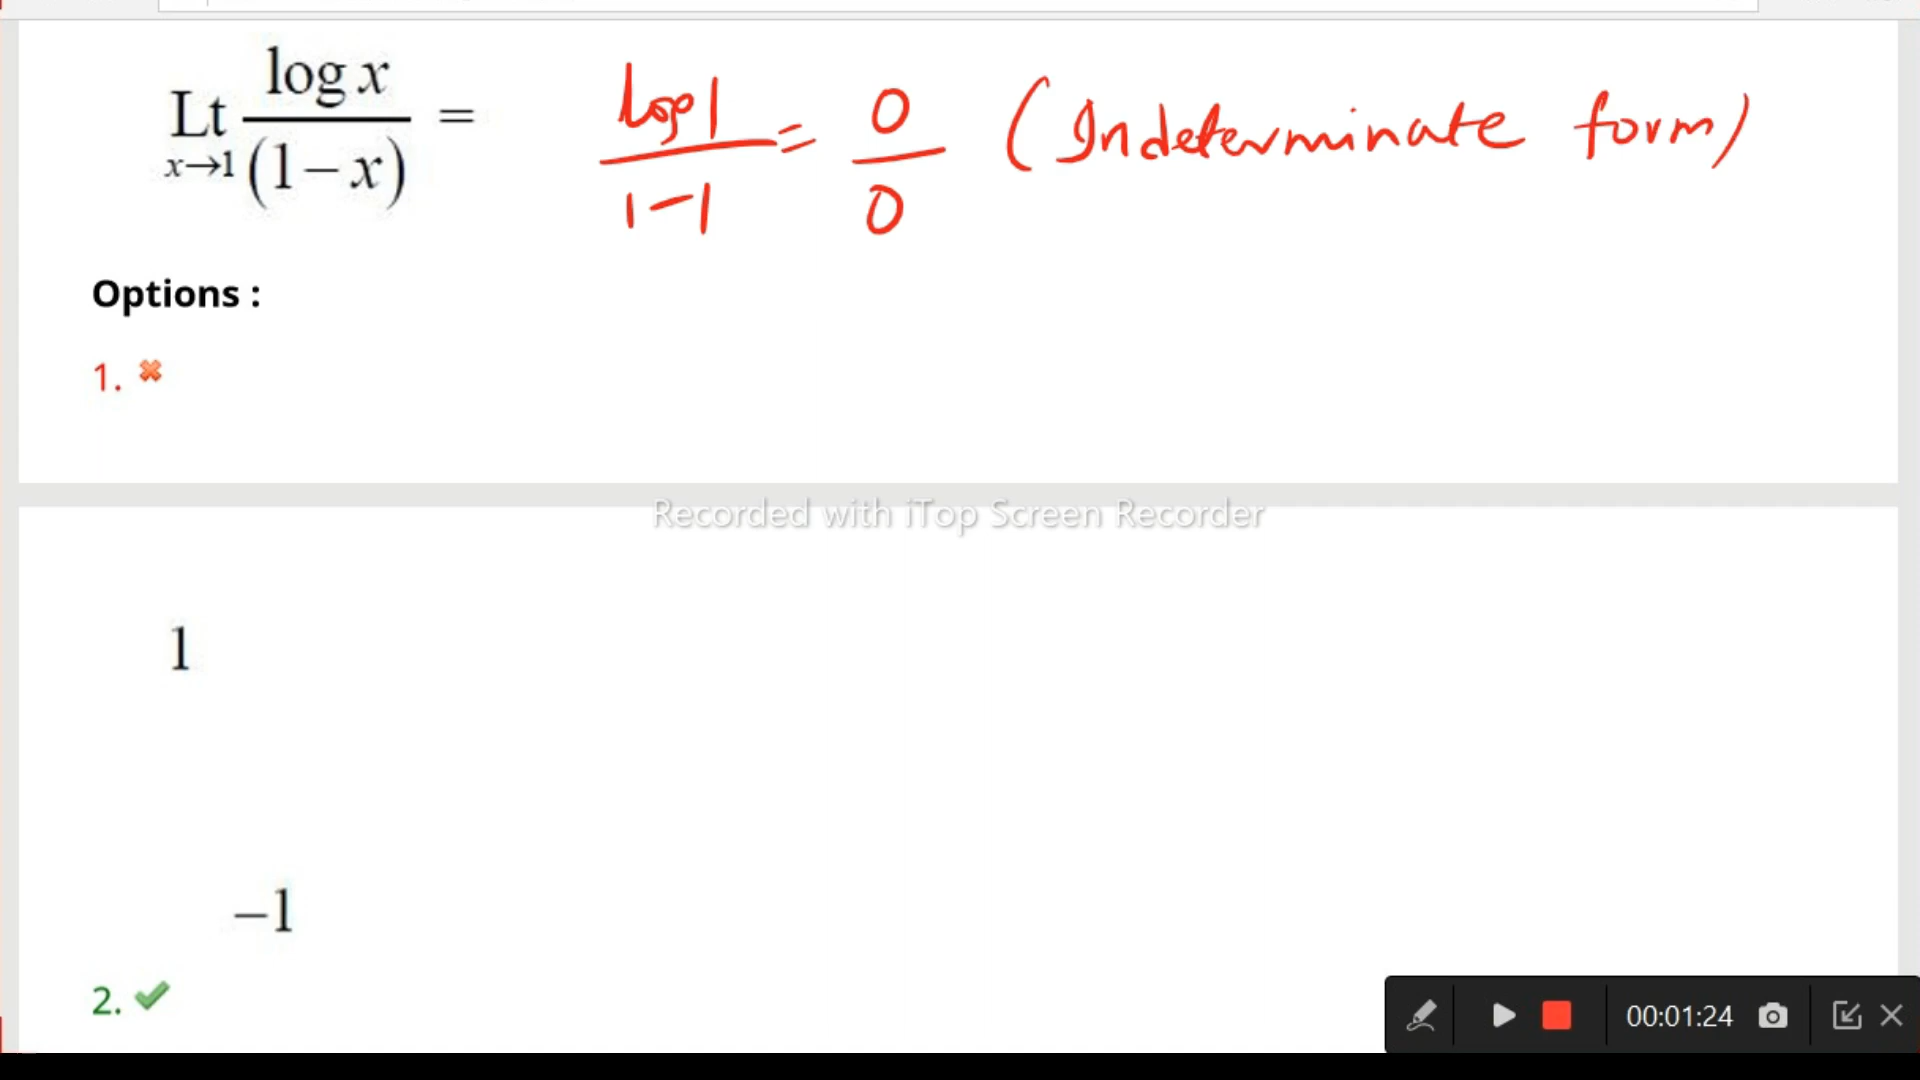 Lt x→1 log x / (1−x) = log 1 / 1-1 = 0 / 0 (Indeterminate form)
Options :
1.
Recorded with iTop Screen Recorder
1
−1
2.
00:01:24